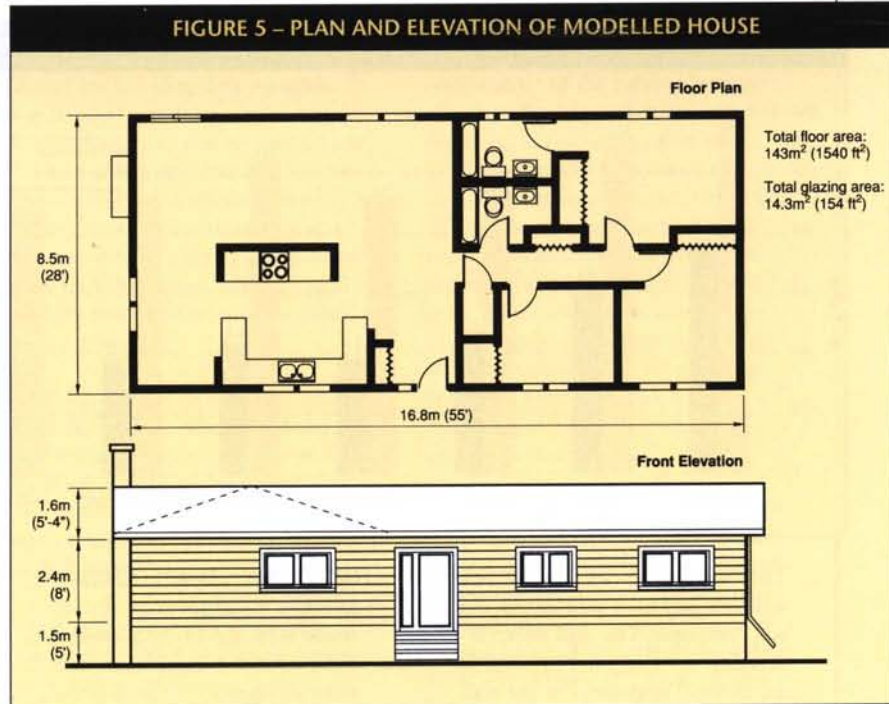 FIGURE 5 – PLAN AND ELEVATION OF MODELLED HOUSE
Floor Plan
Total floor area:
143m² (1540 ft²)
Total glazing area:
14.3m² (154 ft²)
8.5m
(28')
16.8m (55')
Front Elevation
1.6m
(5'-4")
2.4m
(8')
1.5m
(5')